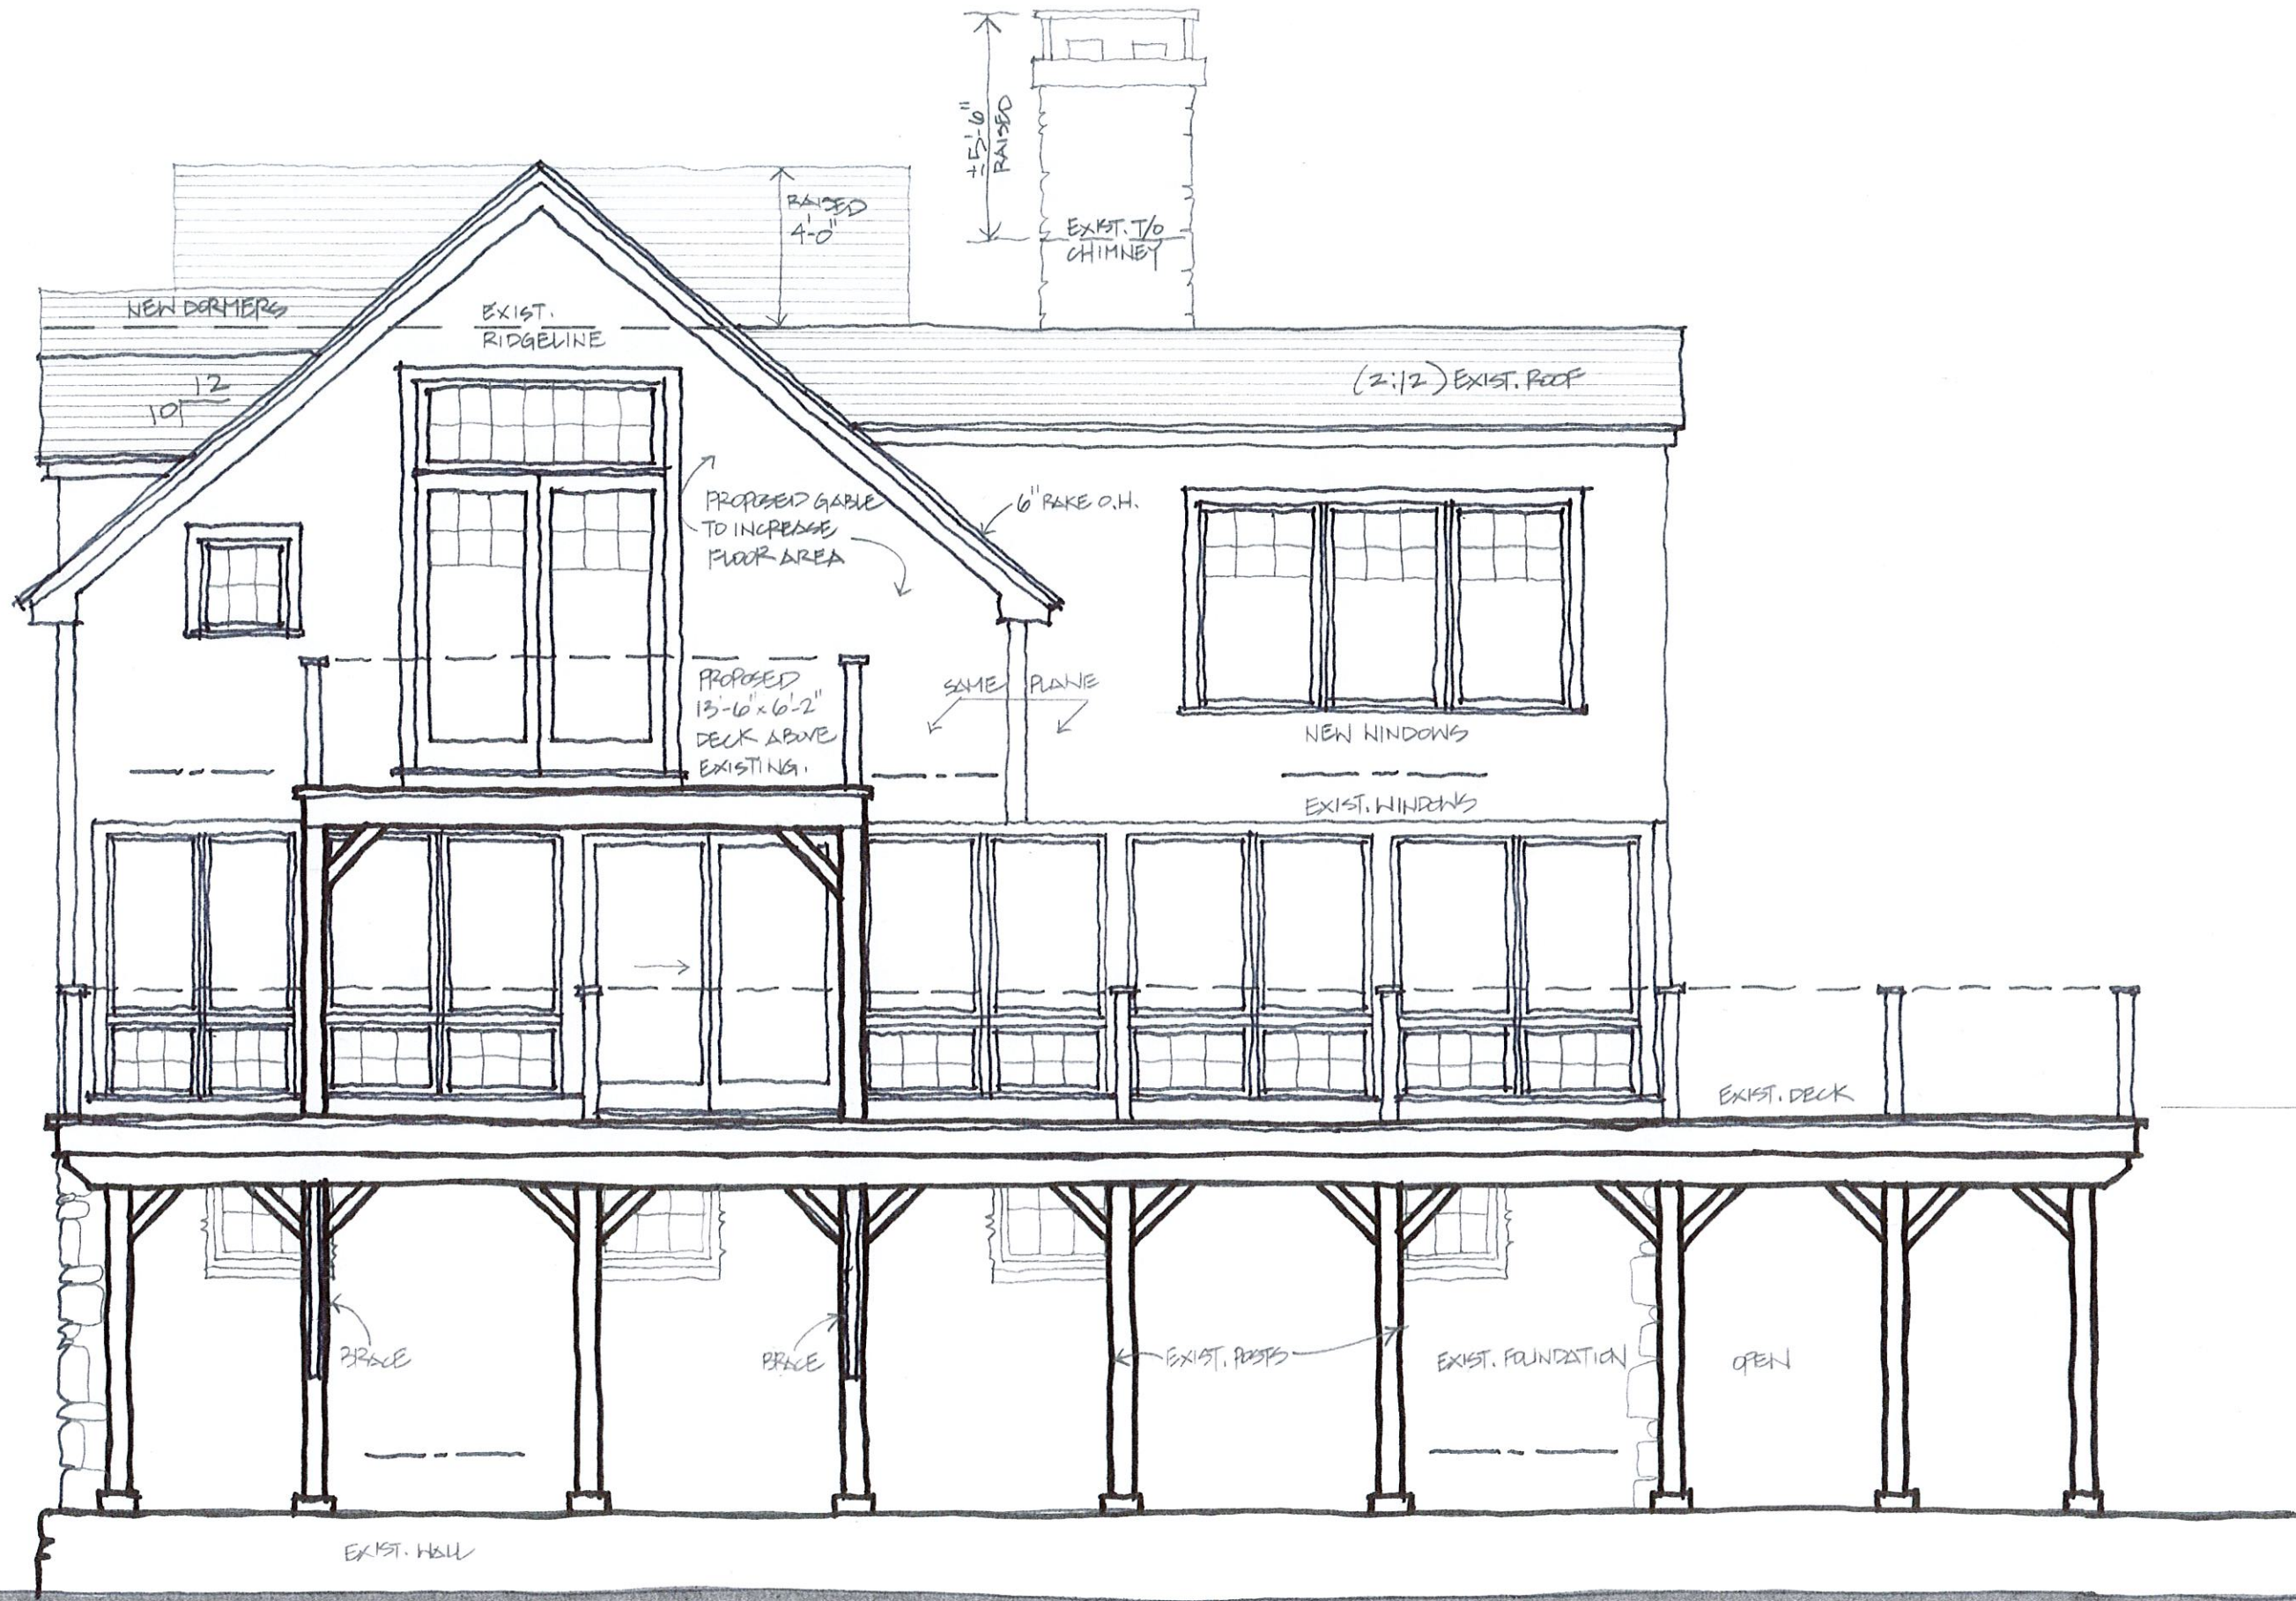 ±5'-6"
RAISED
RAISED
4'-0"
EXIST. T/O
CHIMNEY
NEW DORMERS
EXIST.
RIDGELINE
12
10
(2:12) EXIST. ROOF
PROPOSED GABLE
TO INCREASE
FLOOR AREA
6" RAKE O.H.
PROPOSED
13'-6" x 6'-2"
DECK ABOVE
EXISTING.
SAME PLANE
NEW WINDOWS
EXIST. WINDOWS
EXIST. DECK
BRACE
BRACE
EXIST. POSTS
EXIST. FOUNDATION
OPEN
EXIST. WALL